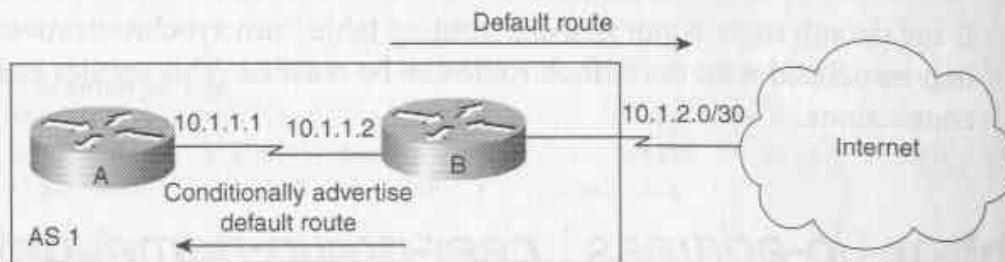 Default route
10.1.1.1
10.1.1.2
10.1.2.0/30
A
B
Internet
Conditionally advertise
default route
AS 1